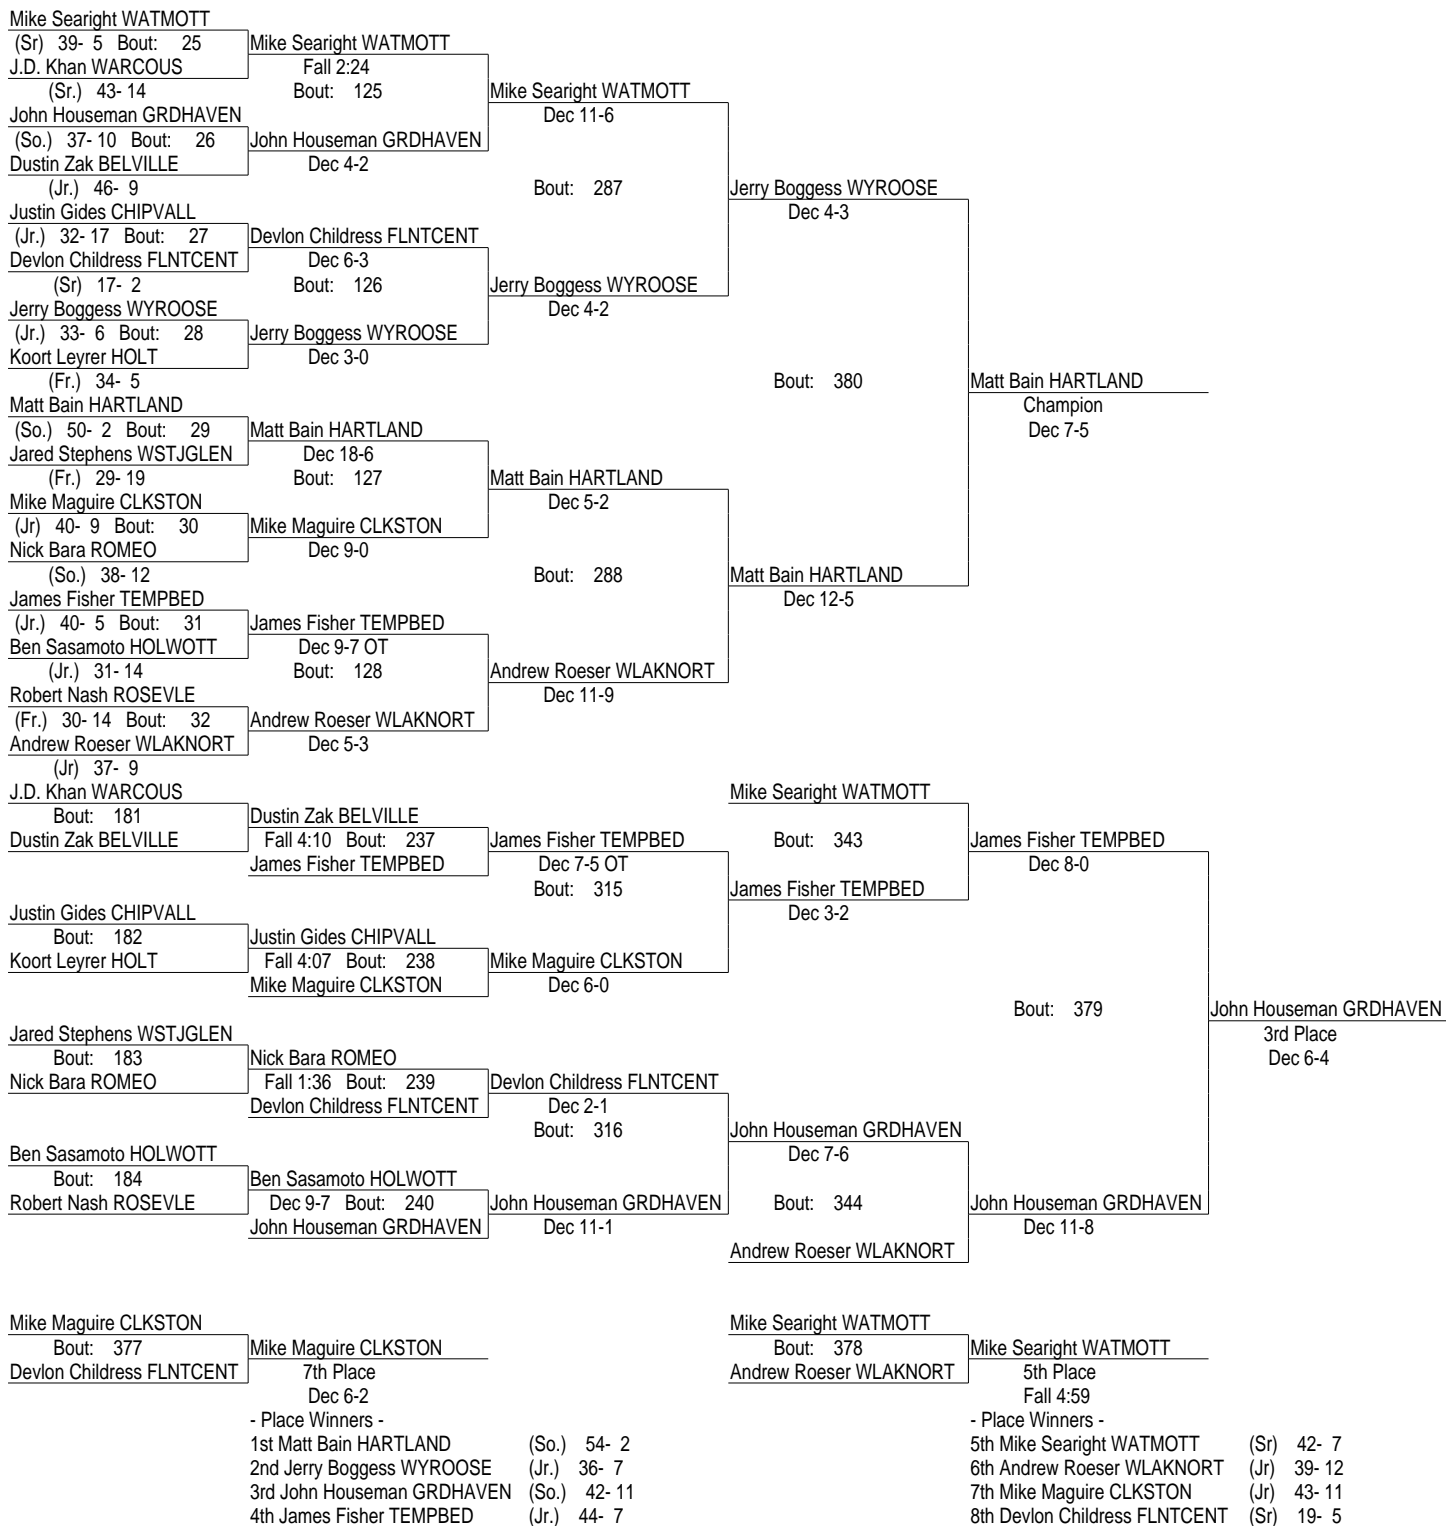 Mike Searight WATMOTT
(Sr) 39- 5 Bout: 25 Mike Searight WATMOTT
J.D. Khan WARCOUS Fall 2:24
(Sr.) 43- 14 Bout: 125 Mike Searight WATMOTT
John Houseman GRDHAVEN Dec 11-6
(So.) 37- 10 Bout: 26 John Houseman GRDHAVEN
Dustin Zak BELVILLE Dec 4-2
(Jr.) 46- 9 Bout: 287 Jerry Boggess WYROOSE
Justin Gides CHIPVALL Dec 4-3
(Jr.) 32- 17 Bout: 27 Devlon Childress FLNTCENT
Devlon Childress FLNTCENT Dec 6-3
(Sr) 17- 2 Bout: 126 Jerry Boggess WYROOSE
Jerry Boggess WYROOSE Dec 4-2
(Jr.) 33- 6 Bout: 28 Jerry Boggess WYROOSE
Koort Leyrer HOLT Dec 3-0
(Fr.) 34- 5 Bout: 380 Matt Bain HARTLAND
Matt Bain HARTLAND Champion
(So.) 50- 2 Bout: 29 Matt Bain HARTLAND Dec 7-5
Jared Stephens WSTJGLEN Dec 18-6
(Fr.) 29- 19 Bout: 127 Matt Bain HARTLAND
Mike Maguire CLKSTON Dec 5-2
(Jr) 40- 9 Bout: 30 Mike Maguire CLKSTON
Nick Bara ROMEO Dec 9-0
(So.) 38- 12 Bout: 288 Matt Bain HARTLAND
James Fisher TEMPBED Dec 12-5
(Jr.) 40- 5 Bout: 31 James Fisher TEMPBED
Ben Sasamoto HOLWOTT Dec 9-7 OT
(Jr.) 31- 14 Bout: 128 Andrew Roeser WLAKNORT
Robert Nash ROSEVLE Dec 11-9
(Fr.) 30- 14 Bout: 32 Andrew Roeser WLAKNORT
Andrew Roeser WLAKNORT Dec 5-3
(Jr) 37- 9
J.D. Khan WARCOUS Mike Searight WATMOTT
Bout: 181 Dustin Zak BELVILLE
Dustin Zak BELVILLE Fall 4:10 Bout: 237 James Fisher TEMPBED Bout: 343 James Fisher TEMPBED
James Fisher TEMPBED Dec 7-5 OT Dec 8-0
Bout: 315 James Fisher TEMPBED
Justin Gides CHIPVALL Dec 3-2
Bout: 182 Justin Gides CHIPVALL
Koort Leyrer HOLT Fall 4:07 Bout: 238 Mike Maguire CLKSTON
Mike Maguire CLKSTON Dec 6-0
Bout: 379 John Houseman GRDHAVEN
Jared Stephens WSTJGLEN 3rd Place
Bout: 183 Nick Bara ROMEO Dec 6-4
Nick Bara ROMEO Fall 1:36 Bout: 239 Devlon Childress FLNTCENT
Devlon Childress FLNTCENT Dec 2-1
Bout: 316 John Houseman GRDHAVEN
Ben Sasamoto HOLWOTT Dec 7-6
Bout: 184 Ben Sasamoto HOLWOTT
Robert Nash ROSEVLE Dec 9-7 Bout: 240 John Houseman GRDHAVEN Bout: 344 John Houseman GRDHAVEN
John Houseman GRDHAVEN Dec 11-1 Dec 11-8
Andrew Roeser WLAKNORT
Mike Maguire CLKSTON Mike Searight WATMOTT
Bout: 377 Mike Maguire CLKSTON Bout: 378 Mike Searight WATMOTT
Devlon Childress FLNTCENT 7th Place Andrew Roeser WLAKNORT 5th Place
Dec 6-2 Fall 4:59
- Place Winners - - Place Winners -
1st Matt Bain HARTLAND (So.) 54- 2 5th Mike Searight WATMOTT (Sr) 42- 7
2nd Jerry Boggess WYROOSE (Jr.) 36- 7 6th Andrew Roeser WLAKNORT (Jr) 39- 12
3rd John Houseman GRDHAVEN (So.) 42- 11 7th Mike Maguire CLKSTON (Jr) 43- 11
4th James Fisher TEMPBED (Jr.) 44- 7 8th Devlon Childress FLNTCENT (Sr) 19- 5